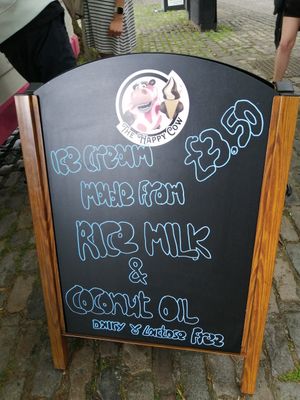 THE HAPPY COW
£3.50
Ice Cream
Made From
RICE MILK
&
Coconut OIL
Dairy & Lactose Free